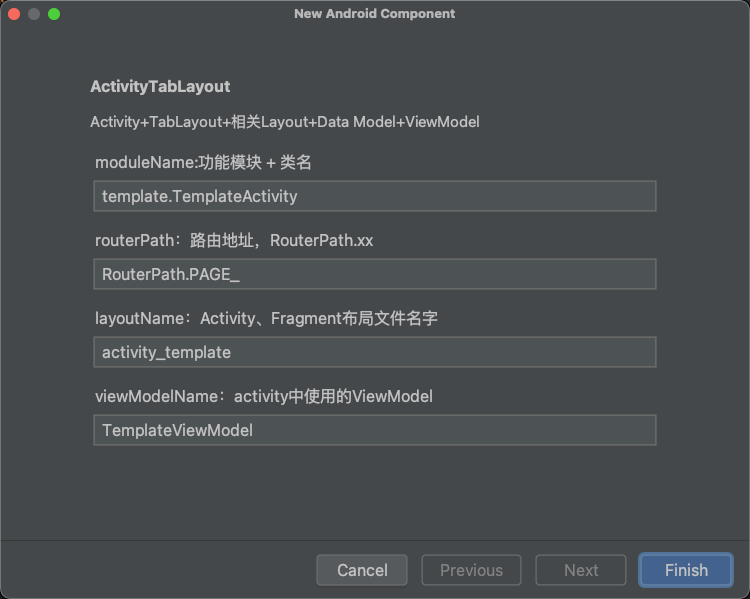 New Android Component
ActivityTabLayout
Activity+TabLayout+相关Layout+Data Model+ViewModel
moduleName:功能模块 + 类名
template.TemplateActivity
routerPath：路由地址，RouterPath.xx
RouterPath.PAGE_
layoutName：Activity、Fragment布局文件名字
activity_template
viewModelName：activity中使用的ViewModel
TemplateViewModel
Cancel Previous Next Finish